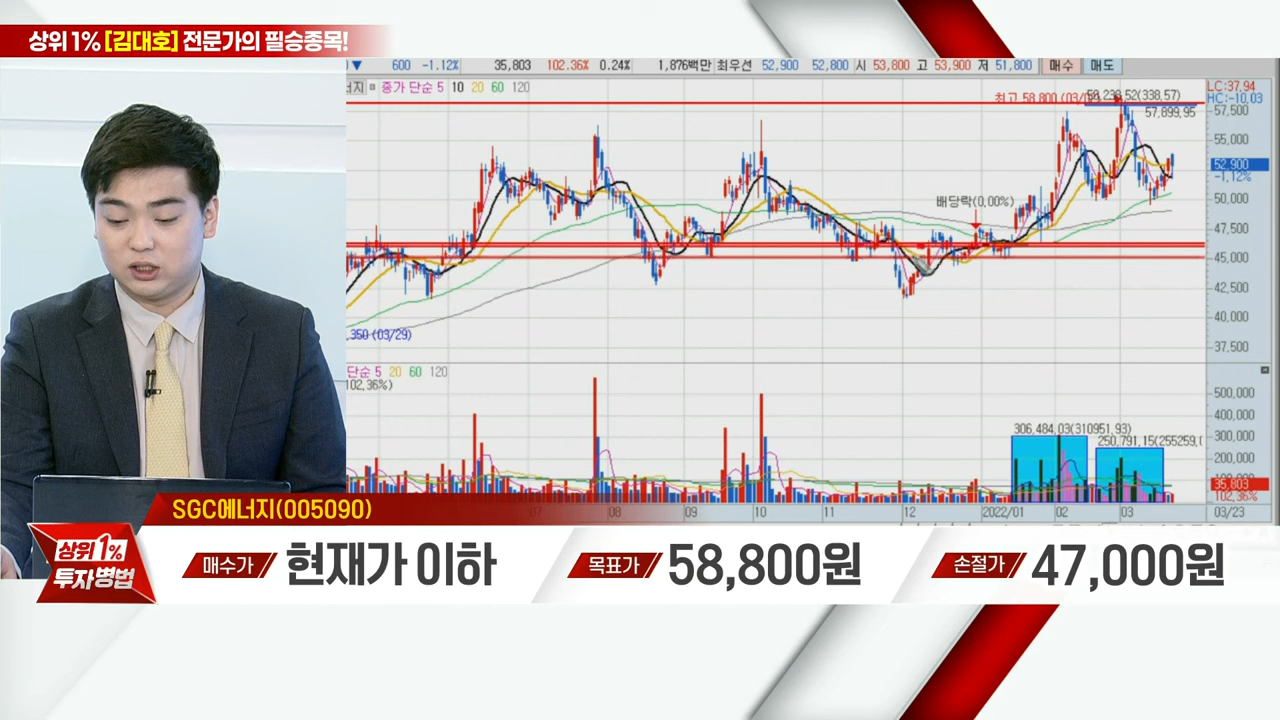 상위 1% [김대호] 전문가의 필승종목!
▼ 600 -1.12% 35,803 102.36% 0.24% 1,876백만 최우선 52,900 52,800 시 53,800 고 53,900 저 51,800 매수 매도
종가 단순 5 10 20 60 120
LC:37.94
HC:-10.03
최고 58,800
58,238.52(338.57)
57,899.95
57,500
55,000
52,900
-1.12%
50,000
47,500
45,000
42,500
40,000
37,500
배당락(0,00%)
,350 (03/29)
단순 5 20 60 120
102,36%)
500,000
400,000
300,000
200,000
35,803
102,36%
306,484,03(310951,93)
250,791,15(255259,
07 08 09 10 11 12 2022/01 02 03 03/23
SGC에너지(005090)
상위 1%
투자병법
매수가 현재가 이하 목표가 58,800원 손절가 47,000원